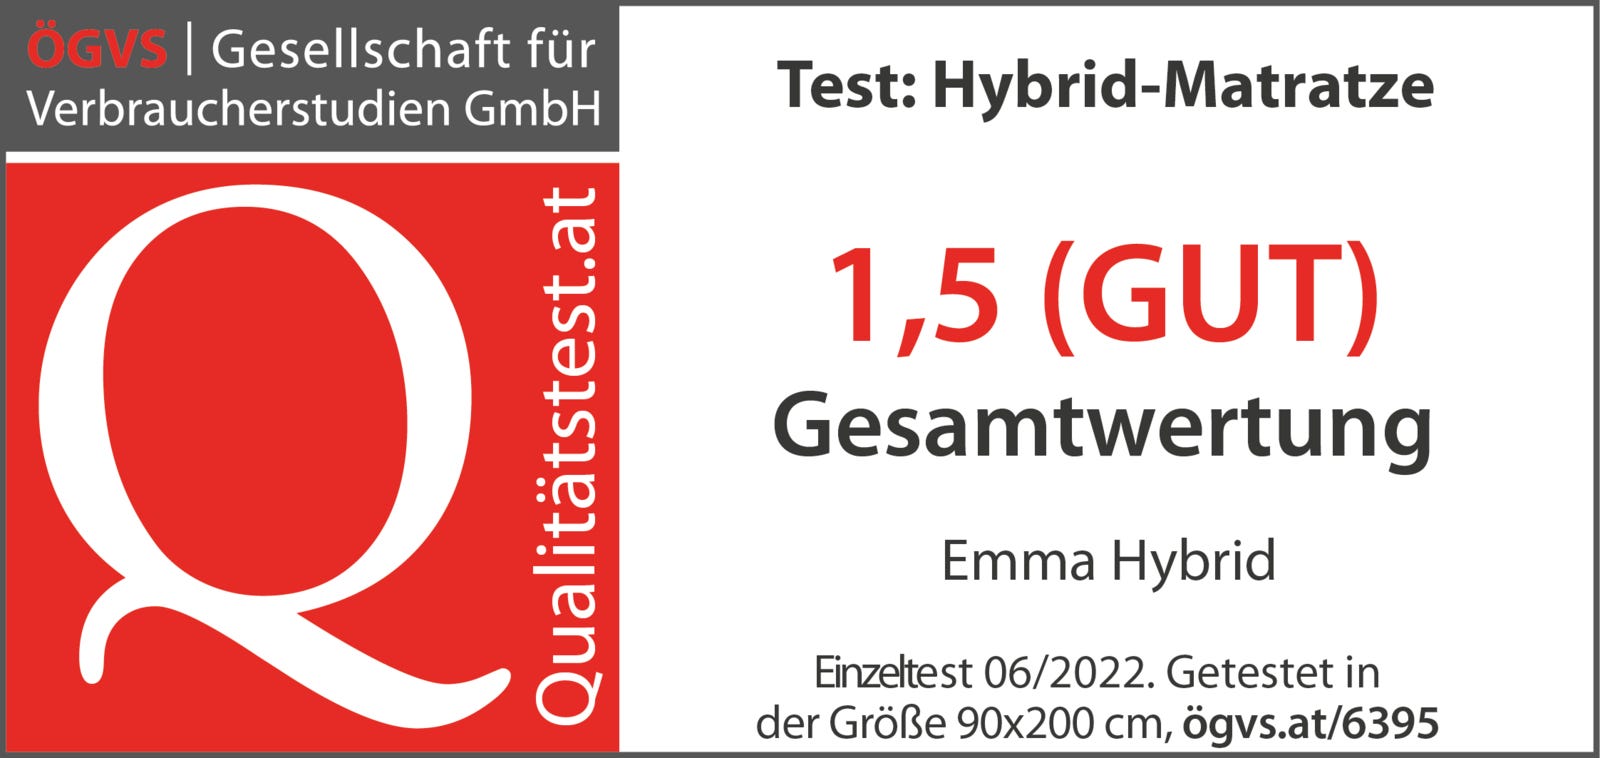 ÖGVS | Gesellschaft für
Verbraucherstudien GmbH
Qualitätstest.at
Test: Hybrid-Matratze
1,5 (GUT)
Gesamtwertung
Emma Hybrid
Einzeltest 06/2022. Getestet in
der Größe 90x200 cm, ögvs.at/6395